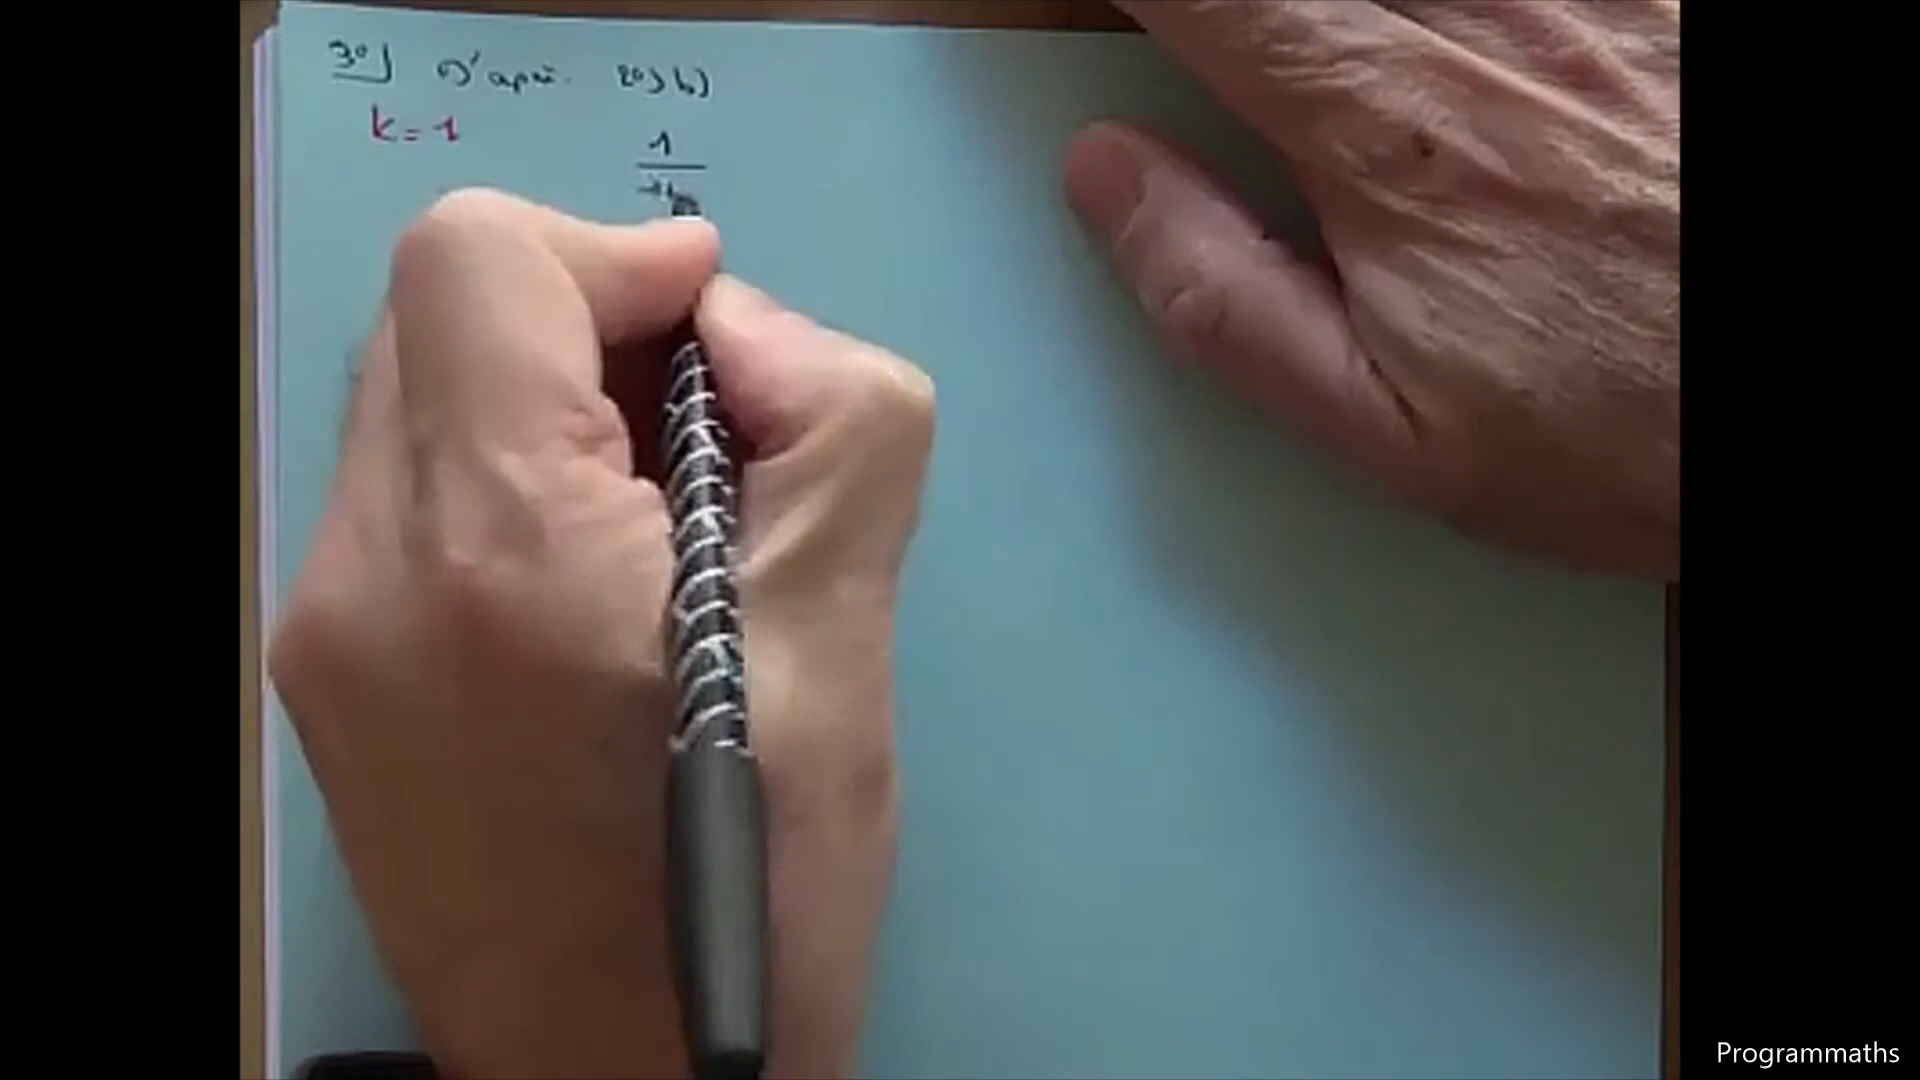 3°) D'après 2°) b)
k = 1
1
Programmaths